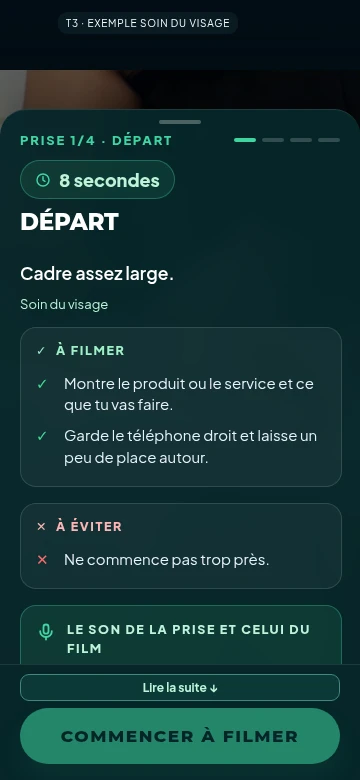 T3 · EXEMPLE SOIN DU VISAGE
PRISE 1/4 · DÉPART
8 secondes
DÉPART
Cadre assez large.
Soin du visage
✓ À FILMER
✓ Montre le produit ou le service et ce
que tu vas faire.
✓ Garde le téléphone droit et laisse un
peu de place autour.
✕ À ÉVITER
✕ Ne commence pas trop près.
LE SON DE LA PRISE ET CELUI DU
FILM
Lire la suite ↓
COMMENCER À FILMER